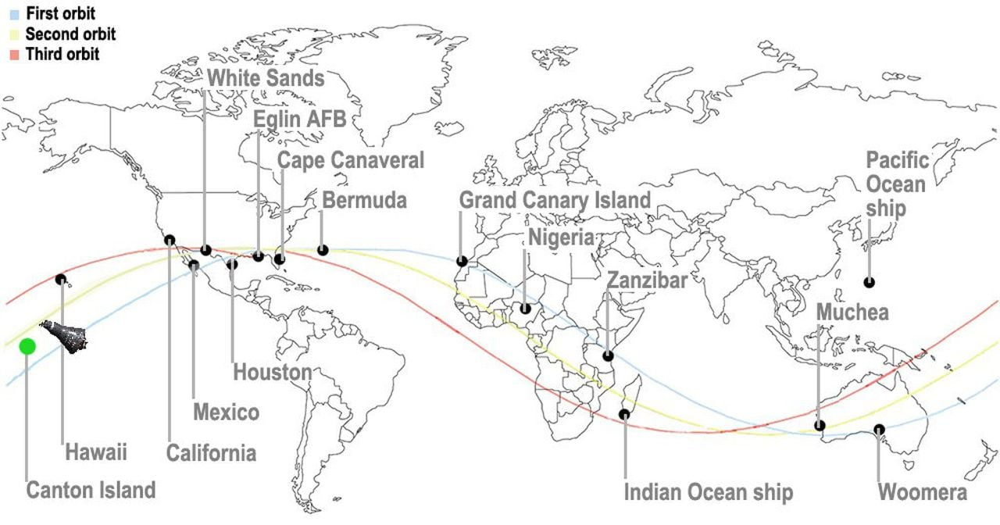 First orbit
Second orbit
Third orbit
White Sands
Eglin AFB
Cape Canaveral
Bermuda
Grand Canary Island
Nigeria
Zanzibar
Pacific
Ocean
ship
Muchea
Houston
Mexico
Hawaii
California
Canton Island
Indian Ocean ship
Woomera